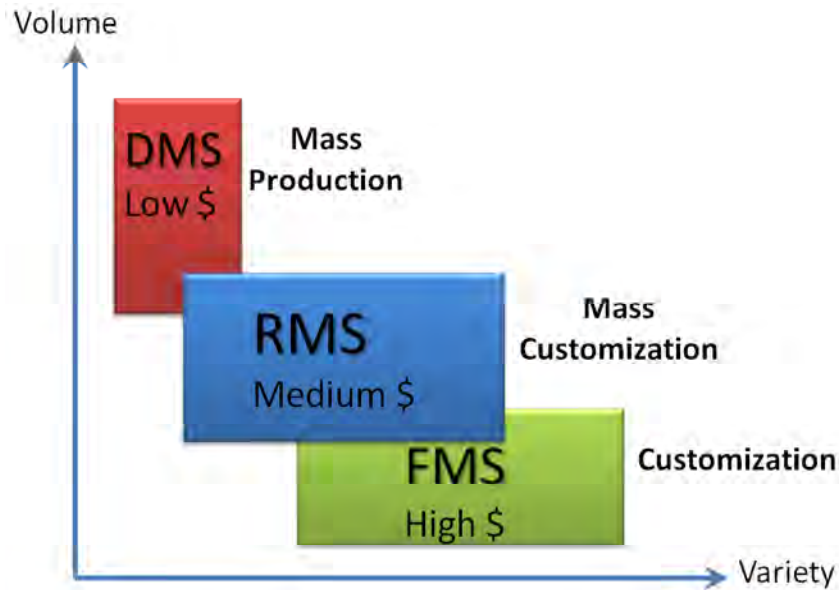 Volume
DMS
Low $
Mass
Production
RMS
Medium $
Mass
Customization
FMS
High $
Customization
Variety